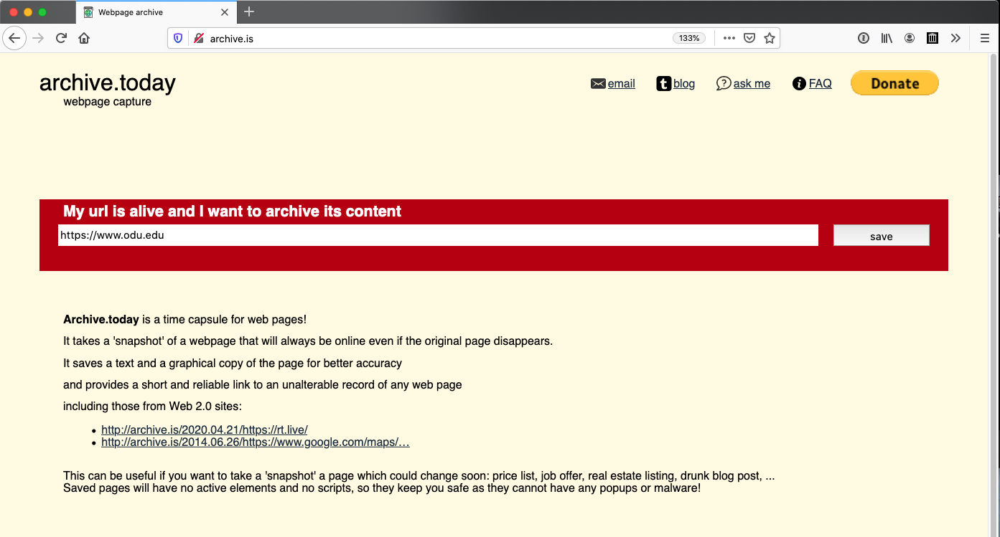 Webpage archive
archive.is
133%
archive.today
webpage capture
email
blog
ask me
FAQ
Donate
My url is alive and I want to archive its content
https://www.odu.edu
save
Archive.today is a time capsule for web pages!
It takes a 'snapshot' of a webpage that will always be online even if the original page disappears.
It saves a text and a graphical copy of the page for better accuracy
and provides a short and reliable link to an unalterable record of any web page
including those from Web 2.0 sites:
• http://archive.is/2020.04.21/https://rt.live/
• http://archive.is/2014.06.26/https://www.google.com/maps/…
This can be useful if you want to take a 'snapshot' a page which could change soon: price list, job offer, real estate listing, drunk blog post, ...
Saved pages will have no active elements and no scripts, so they keep you safe as they cannot have any popups or malware!